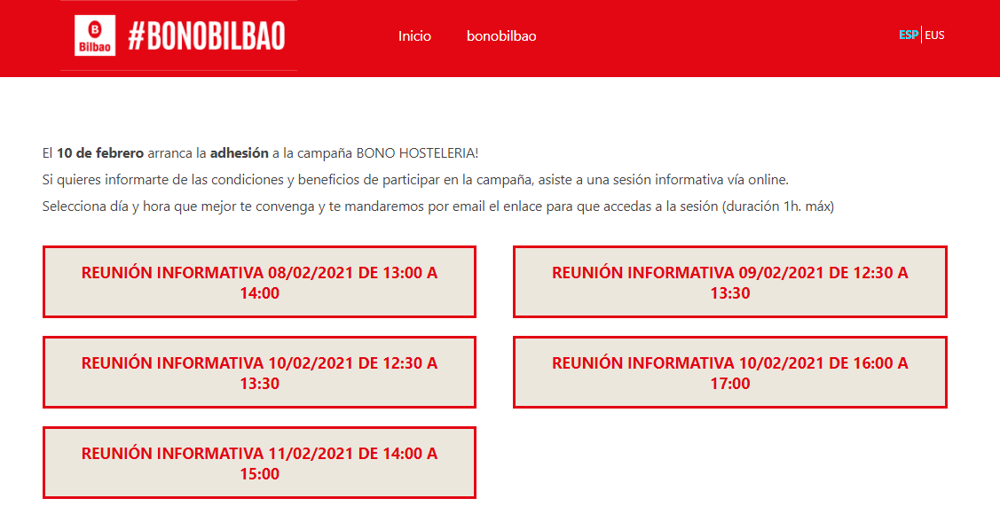 B
Bilbao
#BONOBILBAO
Inicio
bonobilbao
ESP
EUS
El 10 de febrero arranca la adhesión a la campaña BONO HOSTELERIA!
Si quieres informarte de las condiciones y beneficios de participar en la campaña, asiste a una sesión informativa vía online.
Selecciona día y hora que mejor te convenga y te mandaremos por email el enlace para que accedas a la sesión (duración 1h. máx)
REUNIÓN INFORMATIVA 08/02/2021 DE 13:00 A
14:00
REUNIÓN INFORMATIVA 09/02/2021 DE 12:30 A
13:30
REUNIÓN INFORMATIVA 10/02/2021 DE 12:30 A
13:30
REUNIÓN INFORMATIVA 10/02/2021 DE 16:00 A
17:00
REUNIÓN INFORMATIVA 11/02/2021 DE 14:00 A
15:00